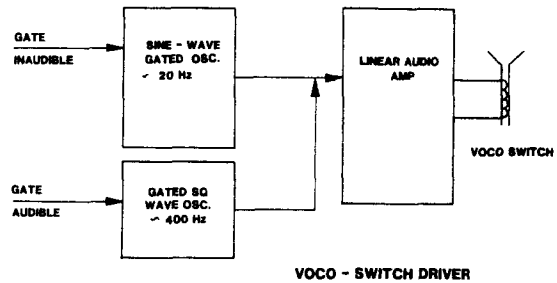 GATE
INAUDIBLE
SINE - WAVE
GATED OSC.
~ 20 Hz
LINEAR AUDIO
AMP
VOCO SWITCH
GATE
AUDIBLE
GATED SQ
WAVE OSC.
~ 400 Hz
VOCO - SWITCH DRIVER